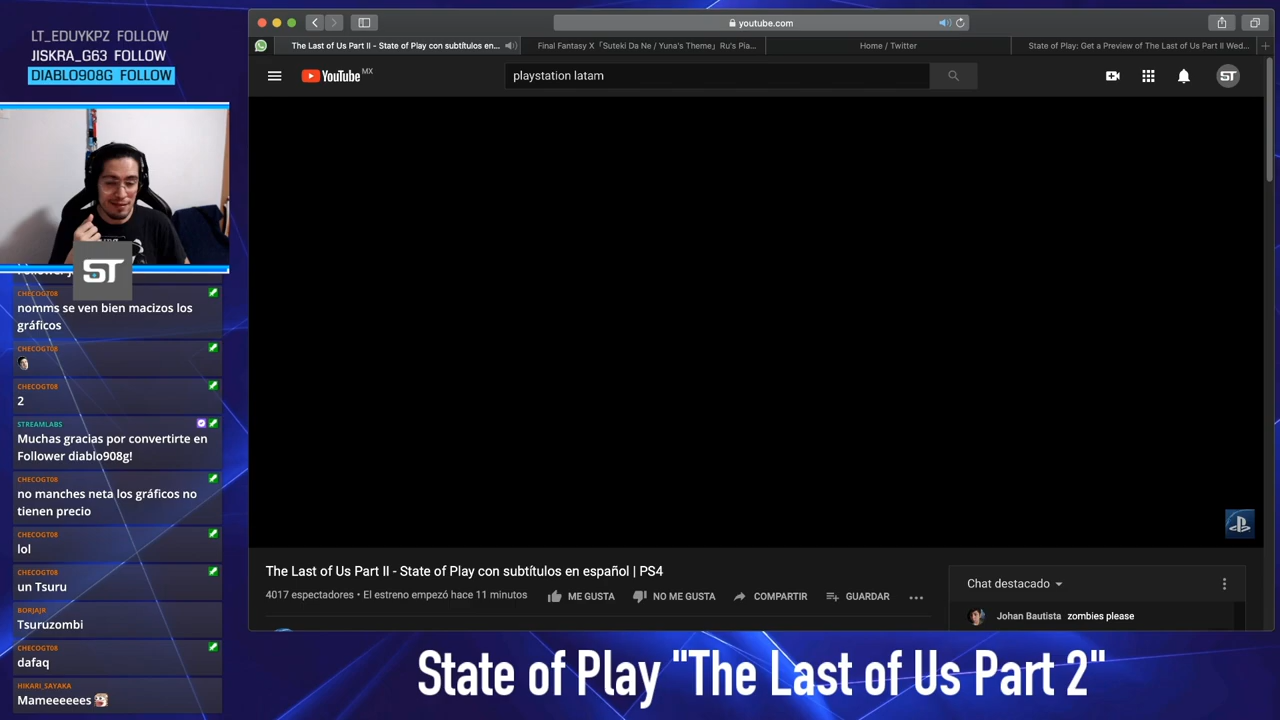 LT_EDUYKPZ FOLLOW
JISKRA_G63 FOLLOW
DIABLO908G FOLLOW
ST
CHECOGT08
nomms se ven bien macizos los
gráficos
CHECOGT08
CHECOGT08
2
STREAMLABS
Muchas gracias por convertirte en
Follower diablo908g!
CHECOGT08
no manches neta los gráficos no
tienen precio
CHECOGT08
lol
CHECOGT08
un Tsuru
BORJAJR
Tsuruzombi
CHECOGT08
dafaq
HIKARI_SAYAKA
Mameeeeees
youtube.com
The Last of Us Part II - State of Play con subtítulos en...
Final Fantasy X「Suteki Da Ne / Yuna's Theme」Ru's Pia...
Home / Twitter
State of Play: Get a Preview of The Last of Us Part II Wed...
YouTube MX
playstation latam
ST
The Last of Us Part II - State of Play con subtítulos en español | PS4
4017 espectadores • El estreno empezó hace 11 minutos
ME GUSTA
NO ME GUSTA
COMPARTIR
GUARDAR
Chat destacado
Johan Bautista zombies please
State of Play "The Last of Us Part 2"